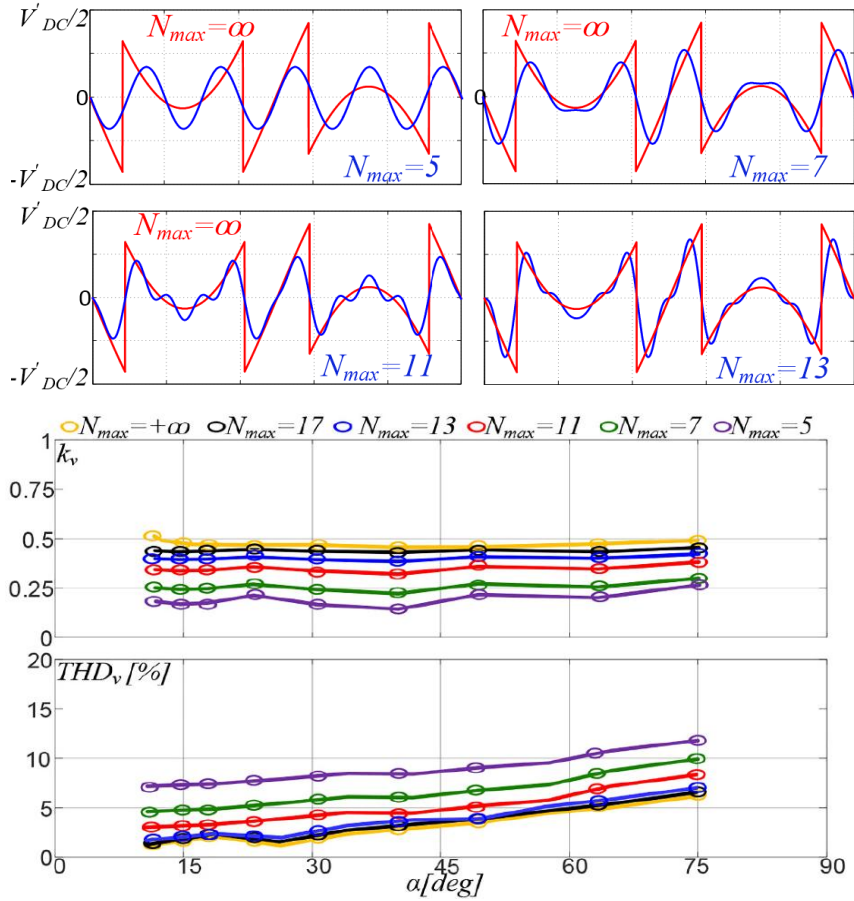 V'DC/2
Nmax=∞
Nmax=∞
0
0
-V'DC/2
Nmax=5
Nmax=7
V'DC/2
Nmax=∞
Nmax=∞
0
-V'DC/2
Nmax=11
Nmax=13
Nmax=+∞ Nmax=17 Nmax=13 Nmax=11 Nmax=7 Nmax=5
1
kv
0.75
0.5
0.25
0
20
THDv [%]
15
10
5
0
0 15 30 45 60 75 90
α[deg]